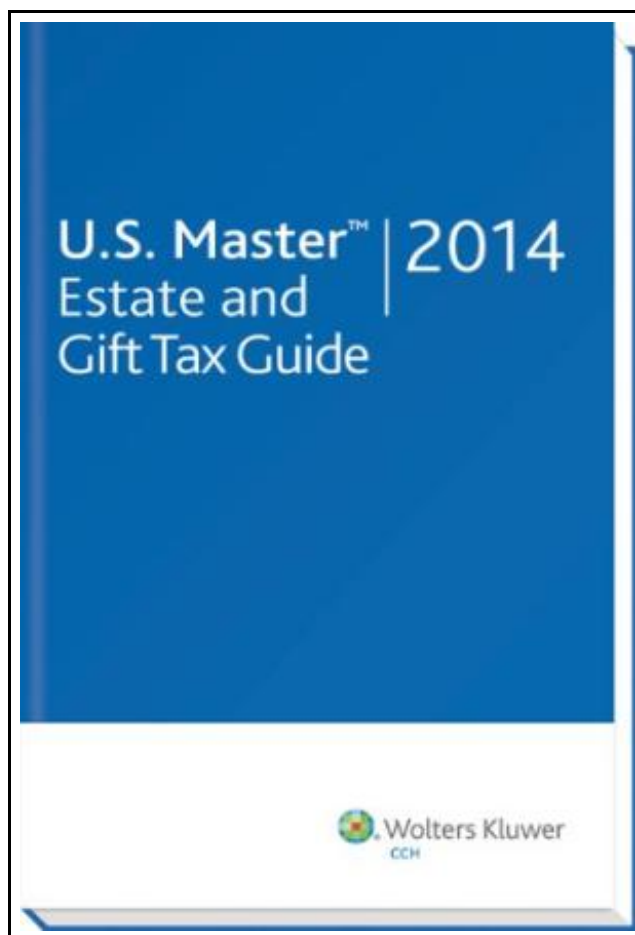 U.S. Master™ | 2014
Estate and
Gift Tax Guide
Wolters Kluwer
CCH